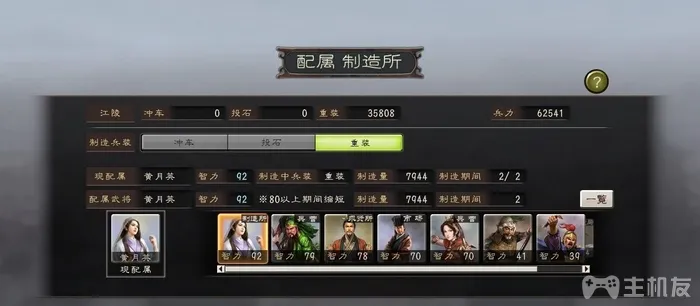 配属 制造所
?
江陵 冲车 0 投石 0 重装 35808 兵力 62541
制造兵装 冲车 投石 重装
现配属 黄月英 智力 92 制造中兵装 重装 制造量 7944 制造期间 2/ 2
配属武将 黄月英 智力 92 ※80以上期间缩短 制造量 7944 制造期间 2 一览
制造所 兵营 市场 兵营
黄月英 智力 92 智力 79 智力 78 智力 70 智力 70 智力 41 智力 39
现配属
主机友